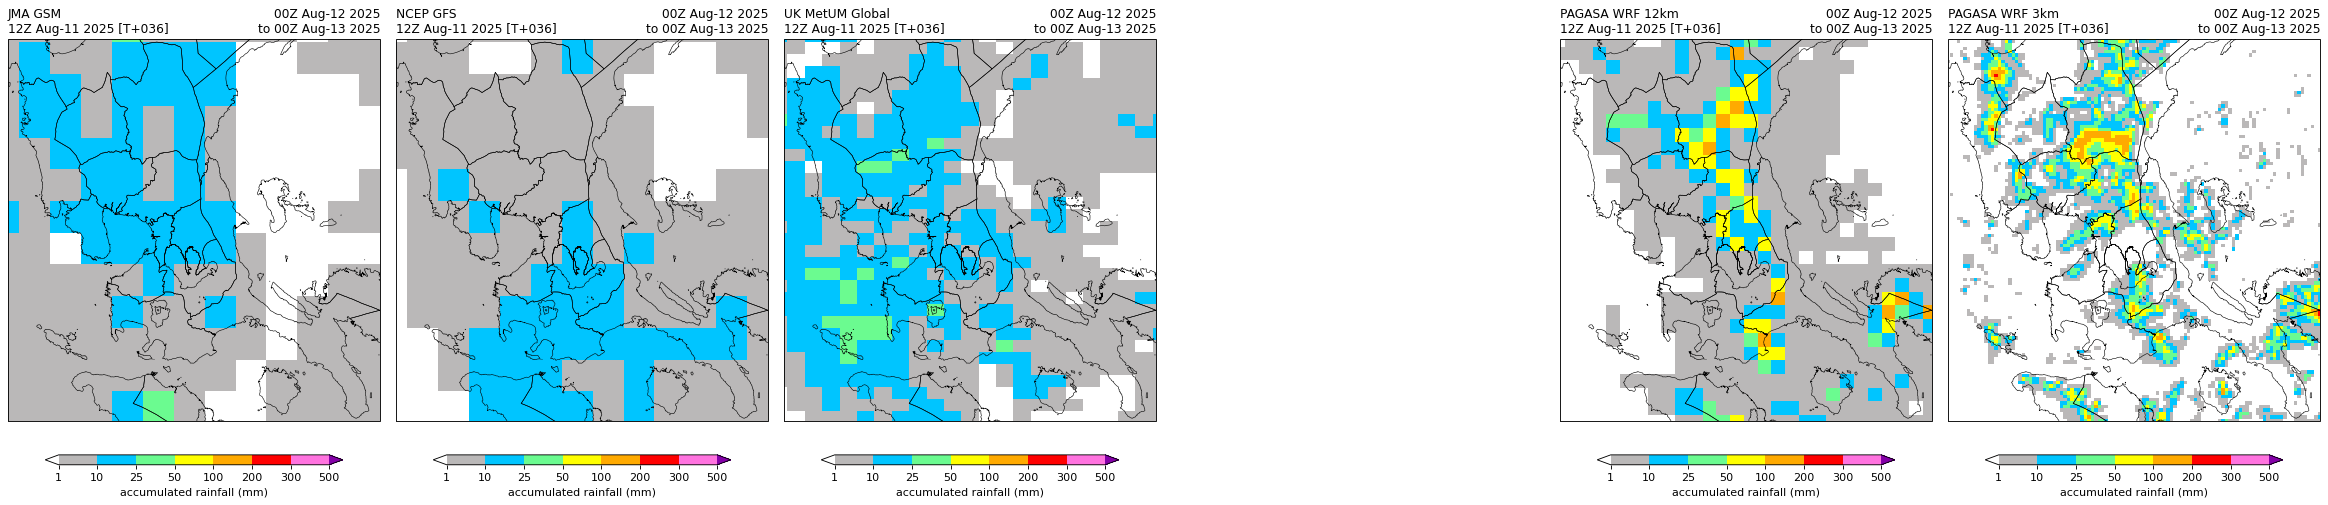 JMA GSM 00Z Aug-12 2025
12Z Aug-11 2025 [T+036] to 00Z Aug-13 2025
1 10 25 50 100 200 300 500
accumulated rainfall (mm)
NCEP GFS 00Z Aug-12 2025
12Z Aug-11 2025 [T+036] to 00Z Aug-13 2025
1 10 25 50 100 200 300 500
accumulated rainfall (mm)
UK MetUM Global 00Z Aug-12 2025
12Z Aug-11 2025 [T+036] to 00Z Aug-13 2025
1 10 25 50 100 200 300 500
accumulated rainfall (mm)
PAGASA WRF 12km 00Z Aug-12 2025
12Z Aug-11 2025 [T+036] to 00Z Aug-13 2025
1 10 25 50 100 200 300 500
accumulated rainfall (mm)
PAGASA WRF 3km 00Z Aug-12 2025
12Z Aug-11 2025 [T+036] to 00Z Aug-13 2025
1 10 25 50 100 200 300 500
accumulated rainfall (mm)